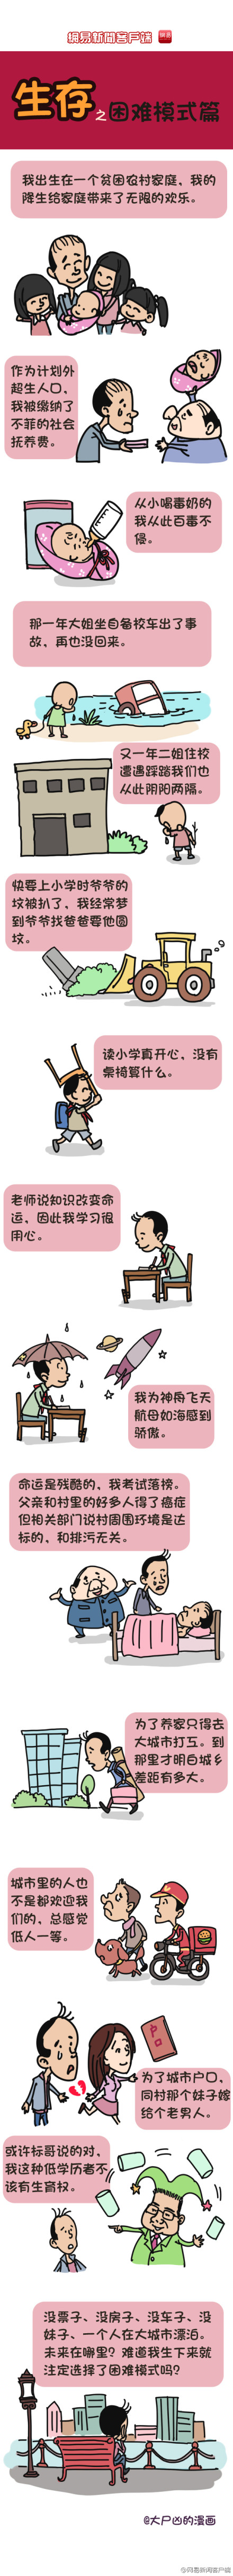 网易新闻客户端 网易
生存之困难模式篇
我出生在一个贫困农村家庭，我的
降生给家庭带来了无限的欢乐。
作为计划外
超生人口，
我被缴纳了
不菲的社会
抚养费。
从小喝毒奶的
我从此百毒不
侵。
那一年大姐坐自备校车出了事
故，再也没回来。
又一年二姐住校
遭遇踩踏我们也
从此阴阳两隔。
快要上小学时爷爷的
坟被扒了，我经常梦
到爷爷找爸爸要他圆
坟。
读小学真开心，没有
桌椅算什么。
老师说知识改变命
运，因此我学习很
用心。
我为神舟飞天
航母如海感到
骄傲。
命运是残酷的，我考试落榜。
父亲和村里的好多人得了癌症
但相关部门说村周围环境是达
标的，和排污无关。
为了养家只得去
大城市打工。到
那里才明白城乡
差距有多大。
城市里的人也
不是都欢迎我
们的，总感觉
低人一等。
户口
为了城市户口，
同村那个妹子嫁
给个老男人。
或许标哥说的对，
我这种低学历者不
该有生育权。
没票子、没房子、没车子、没
妹子、一个人在大城市漂泊。
未来在哪里？难道我生下来就
注定选择了困难模式吗？
@大尸凶的漫画
@网易新闻客户端